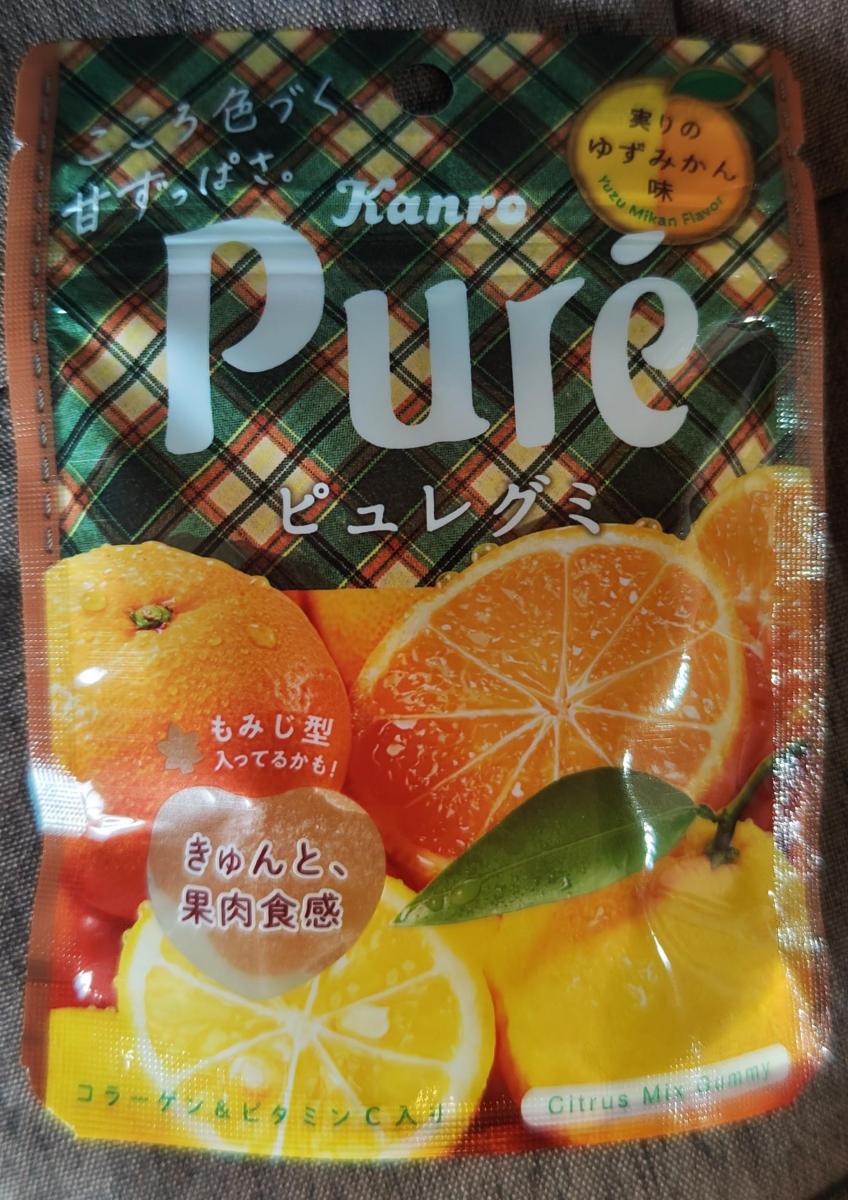 こころ色づく、
甘ずっぱさ。
実りの
ゆずみかん
味
Yuzu Mikan Flavor
Kanro
Puré
ピュレグミ
もみじ型
入ってるかも!
きゅんと、
果肉食感
コラーゲン&ビタミンC入り
Citrus Mix Gummy